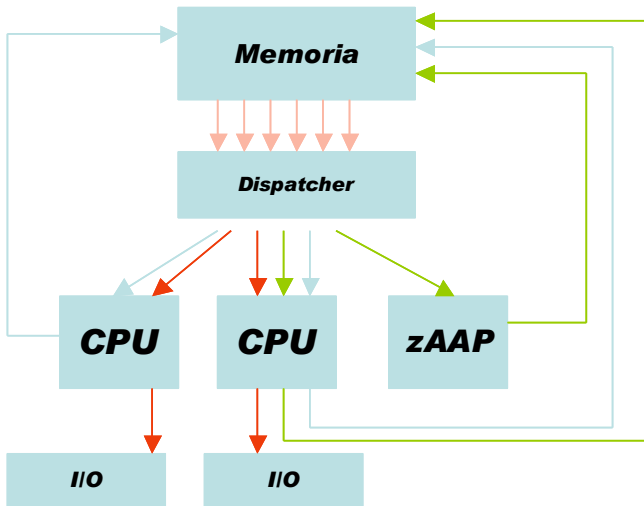 Memoria
Dispatcher
CPU
CPU
zAAP
I/O
I/O